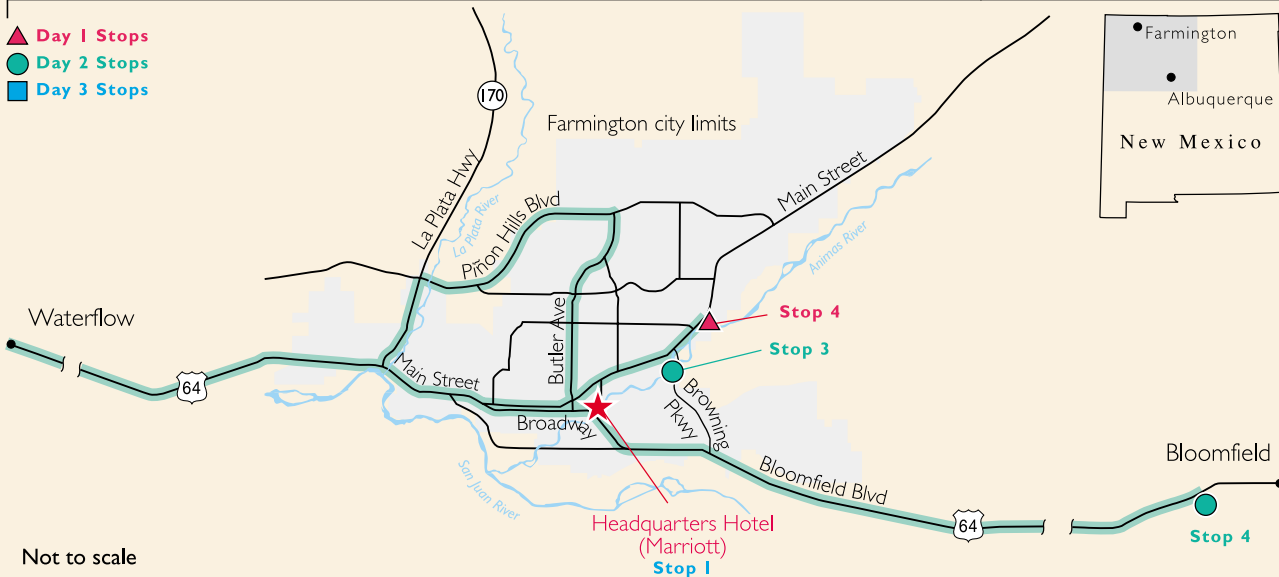 Day 1 Stops
Day 2 Stops
Day 3 Stops
170
Farmington city limits
Farmington
Albuquerque
New Mexico
La Plata Hwy
La Plata River
Piñon Hills Blvd
Main Street
Animas River
Waterflow
64
Main Street
Butler Ave
Stop 4
Stop 3
Broadway
Browning
Pkwy
San Juan River
Bloomfield Blvd
Bloomfield
64
Stop 4
Headquarters Hotel
(Marriott)
Stop 1
Not to scale